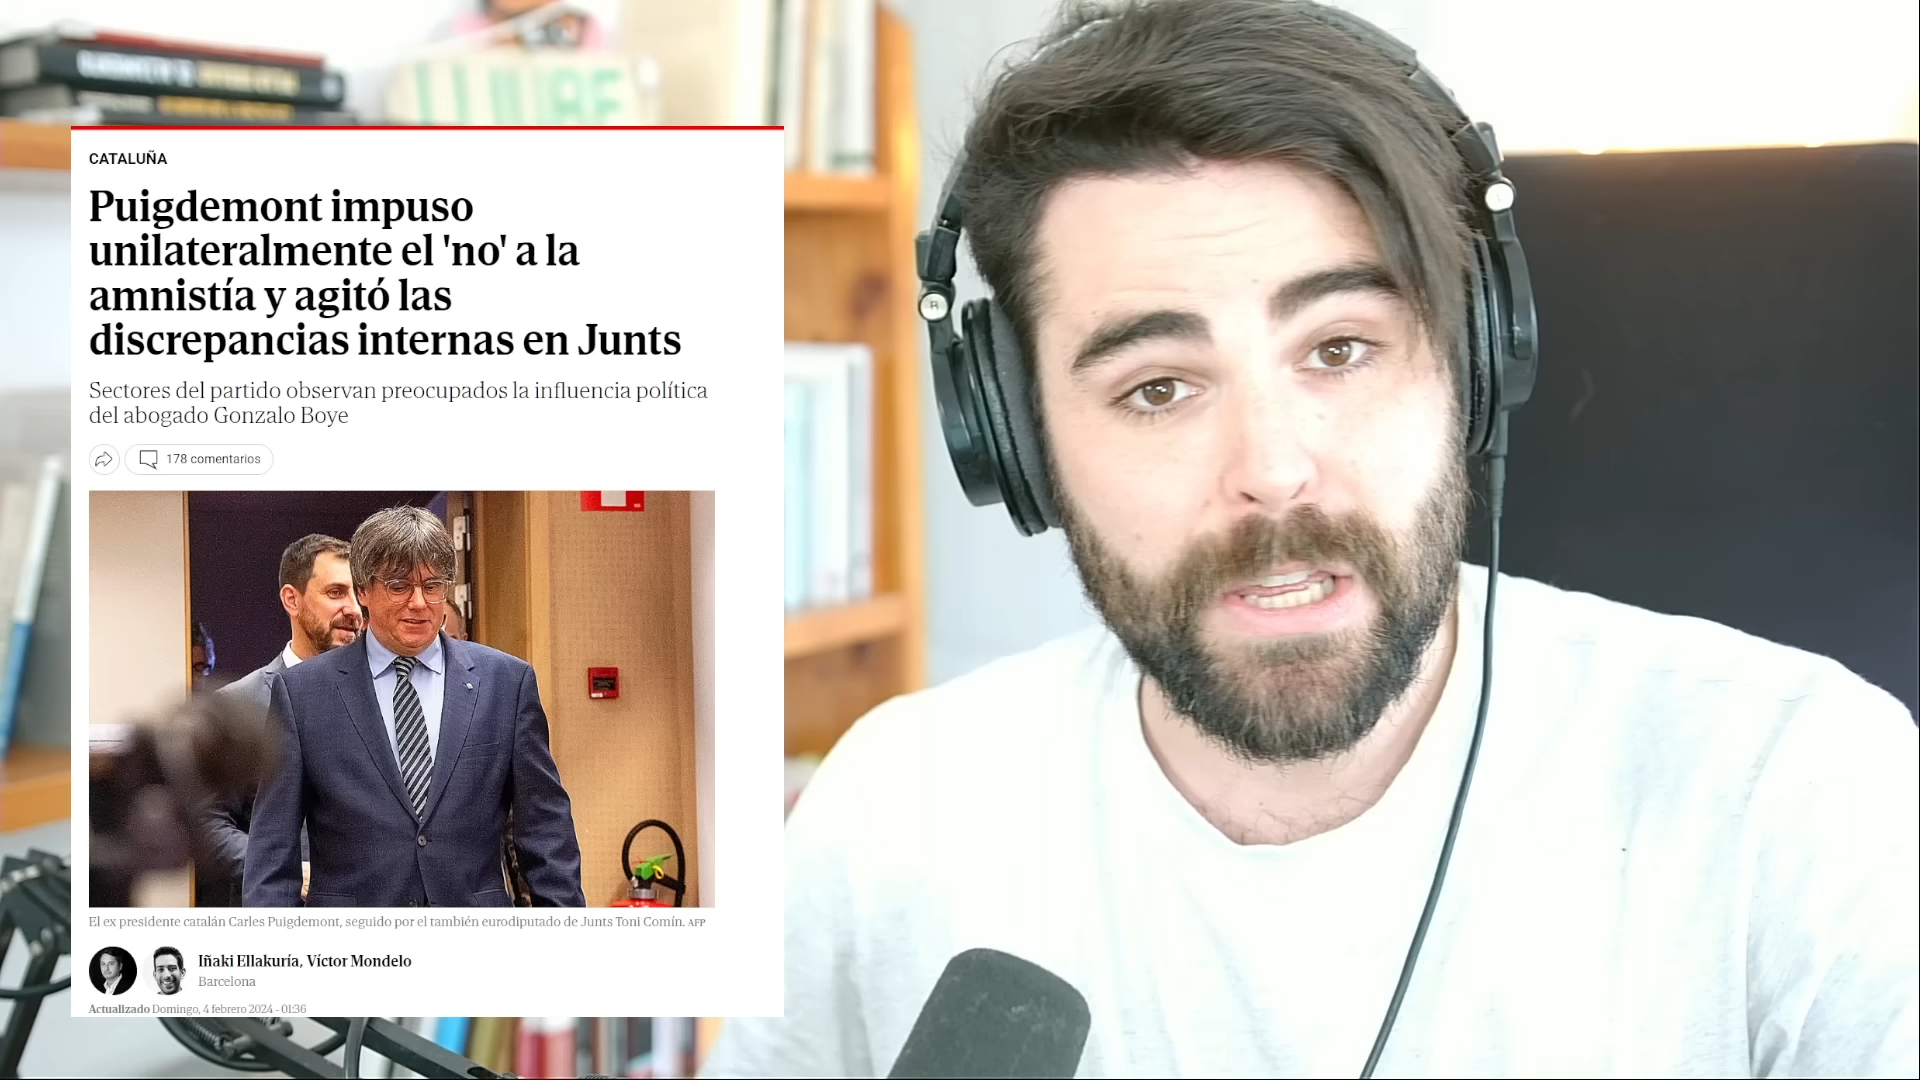 CATALUÑA
Puigdemont impuso
unilateralmente el 'no' a la
amnistía y agitó las
discrepancias internas en Junts
Sectores del partido observan preocupados la influencia política
del abogado Gonzalo Boye
178 comentarios
El ex presidente catalán Carles Puigdemont, seguido por el también eurodiputado de Junts Toni Comín. AFP
Iñaki Ellakuría, Víctor Mondelo
Barcelona
Actualizado Domingo, 4 febrero 2024 - 01:36
R